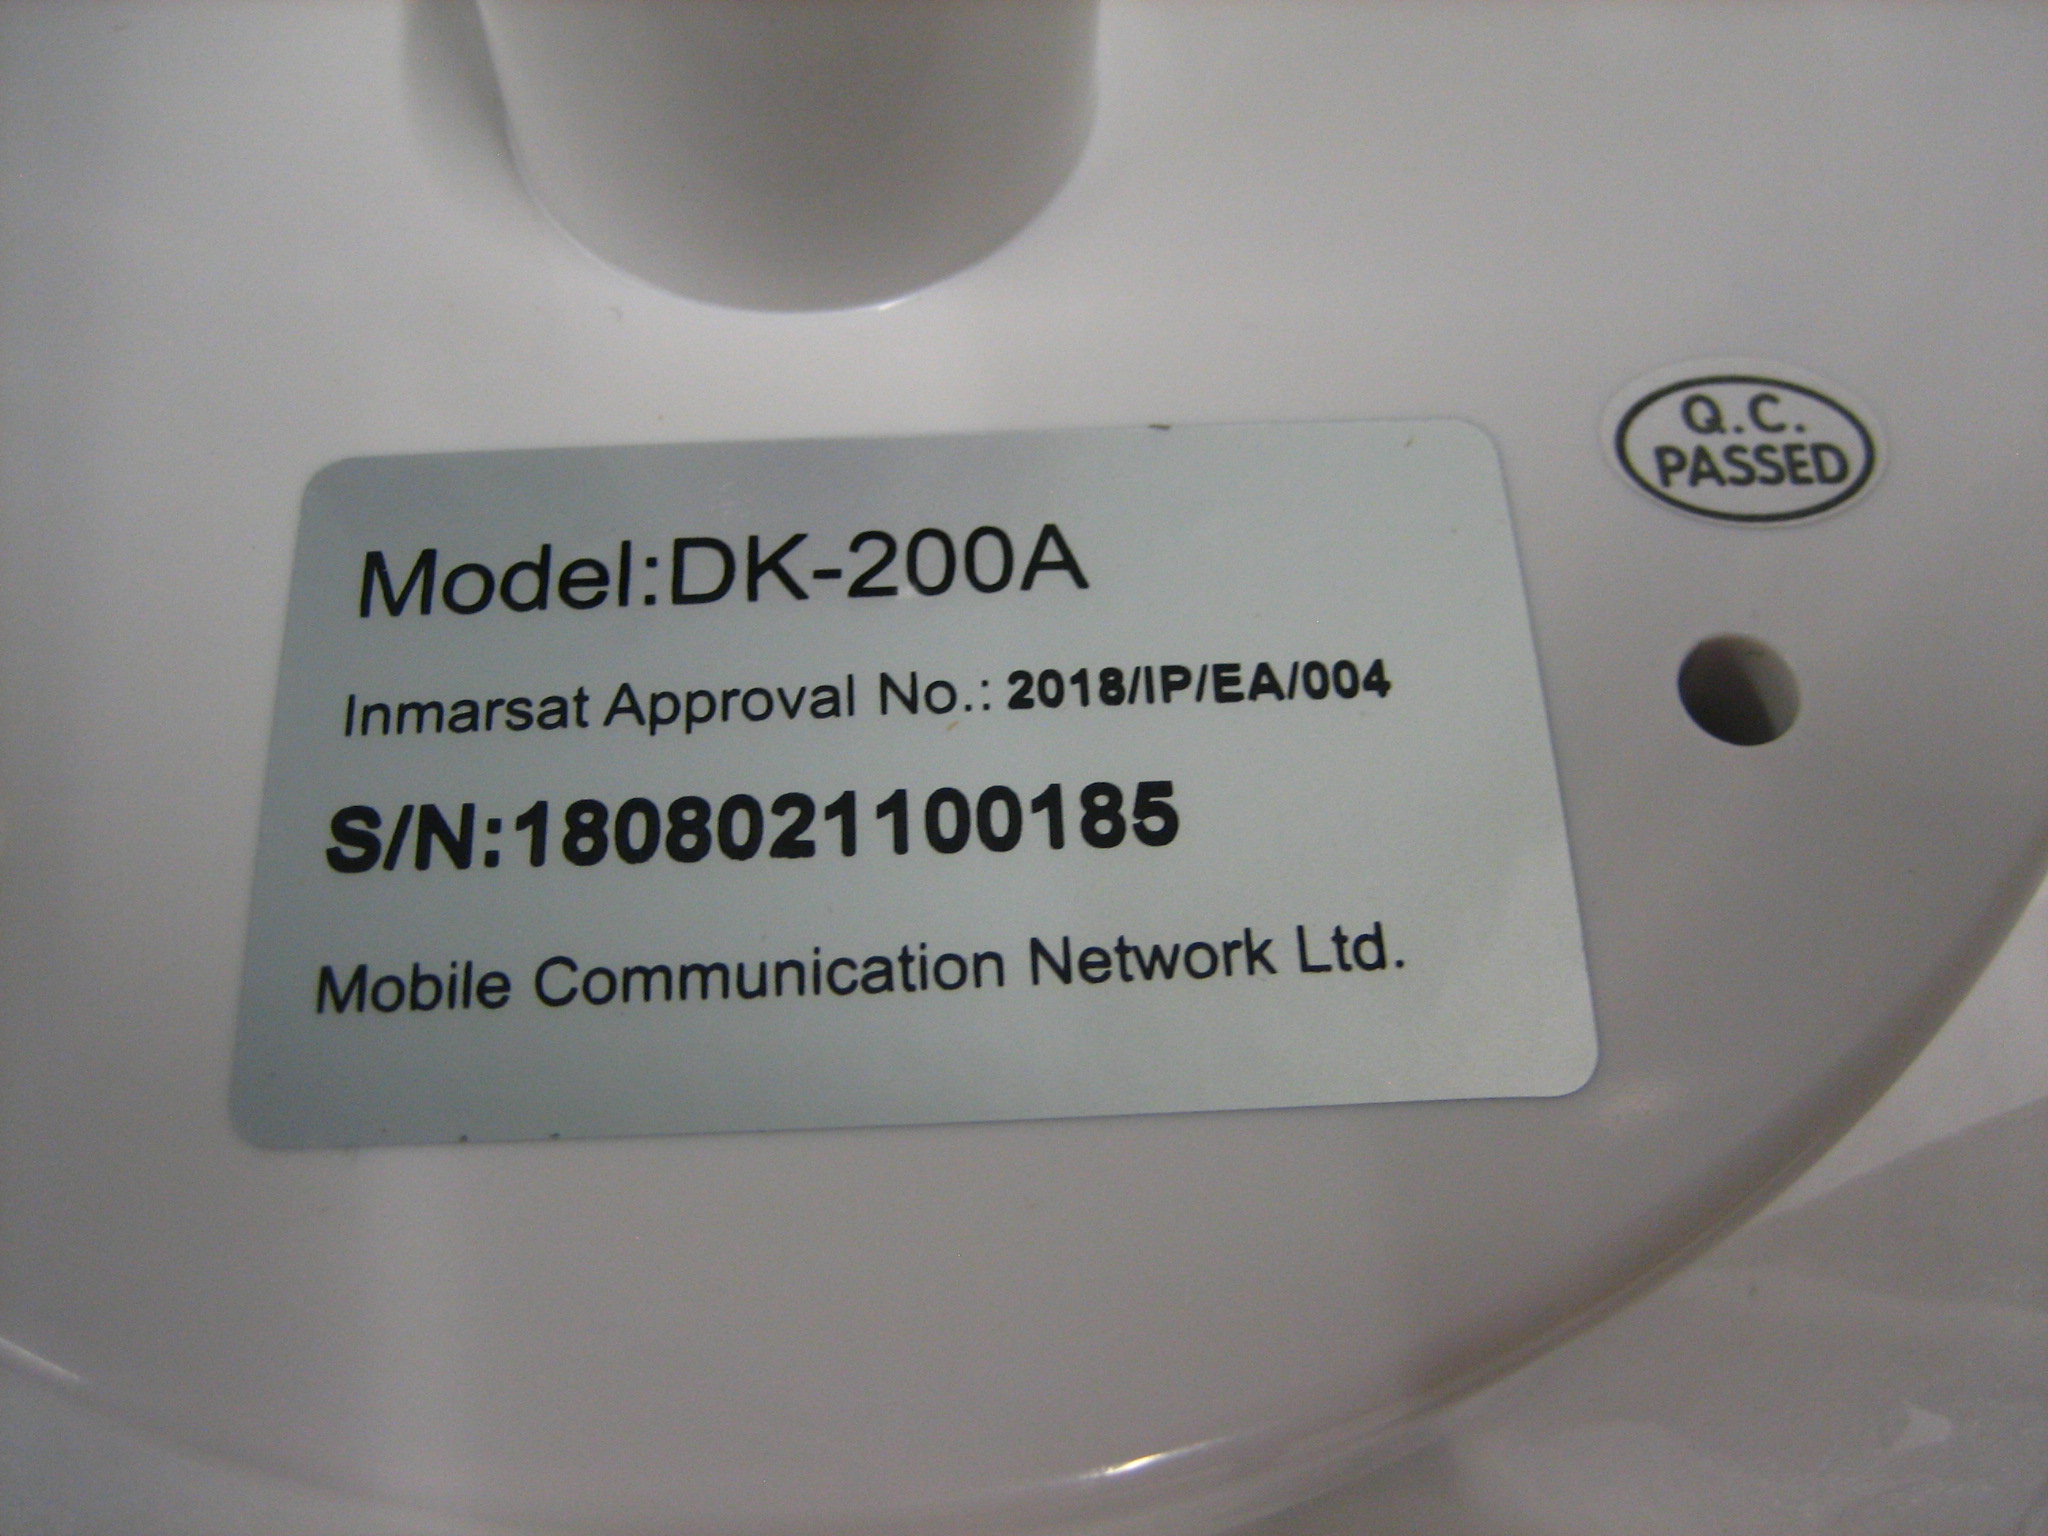 Q.C.
PASSED
Model:DK-200A
Inmarsat Approval No.: 2018/IP/EA/004
S/N:1808021100185
Mobile Communication Network Ltd.